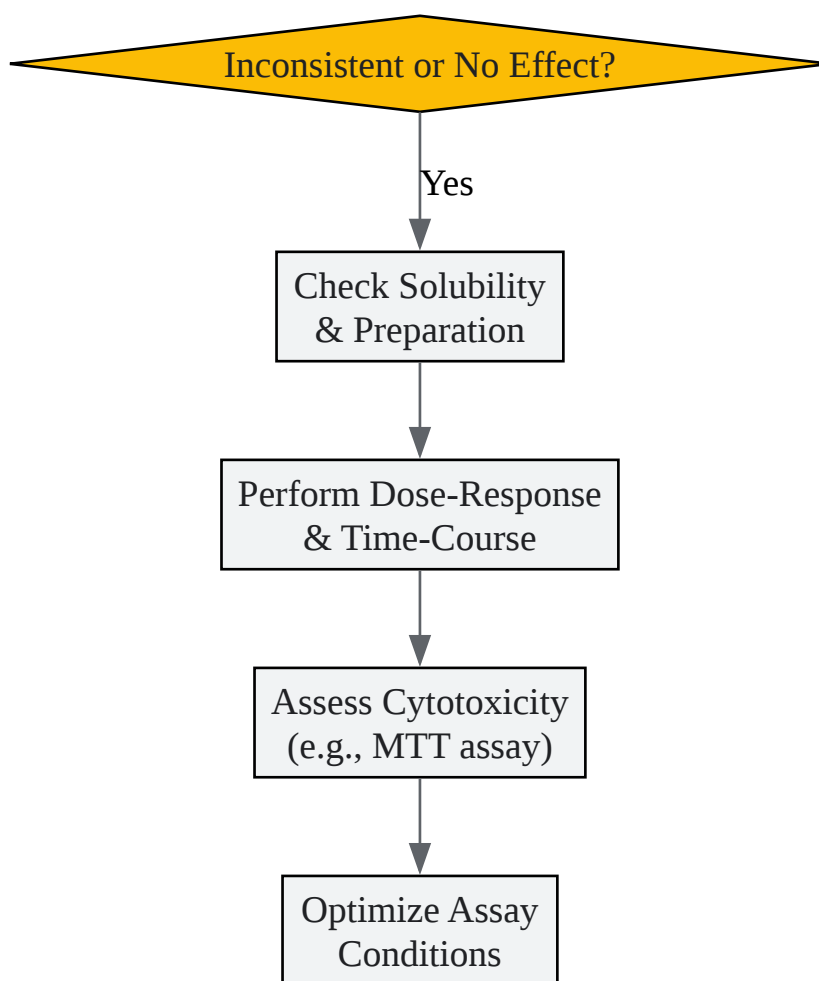 Inconsistent or No Effect?
Yes
Check Solubility
& Preparation
Perform Dose-Response
& Time-Course
Assess Cytotoxicity
(e.g., MTT assay)
Optimize Assay
Conditions